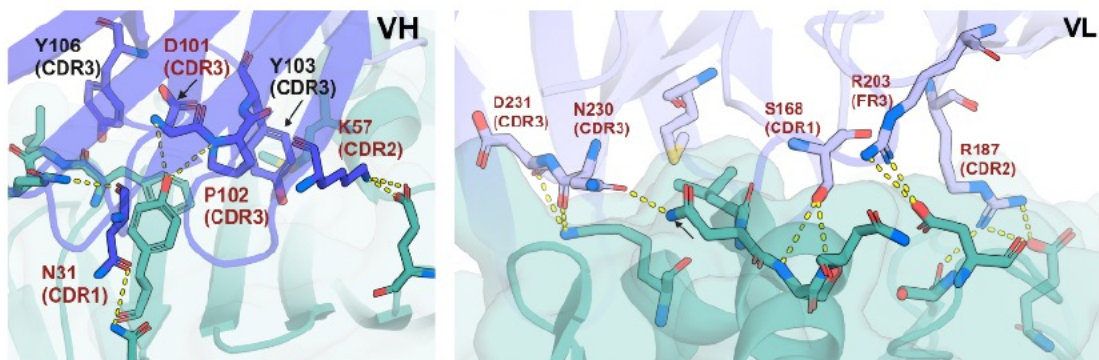 VH
Y106
(CDR3)
D101
(CDR3)
Y103
(CDR3)
K57
(CDR2)
P102
(CDR3)
N31
(CDR1)
VL
D231
(CDR3)
N230
(CDR3)
S168
(CDR1)
R203
(FR3)
R187
(CDR2)